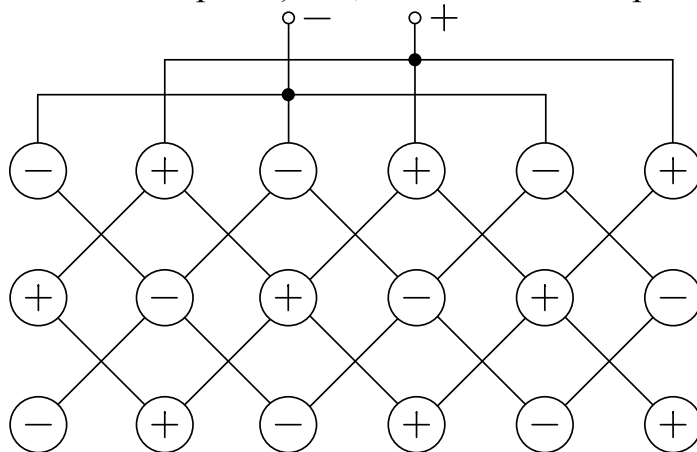 − +
− + − + − +
+ − + − + −
− + − + − +